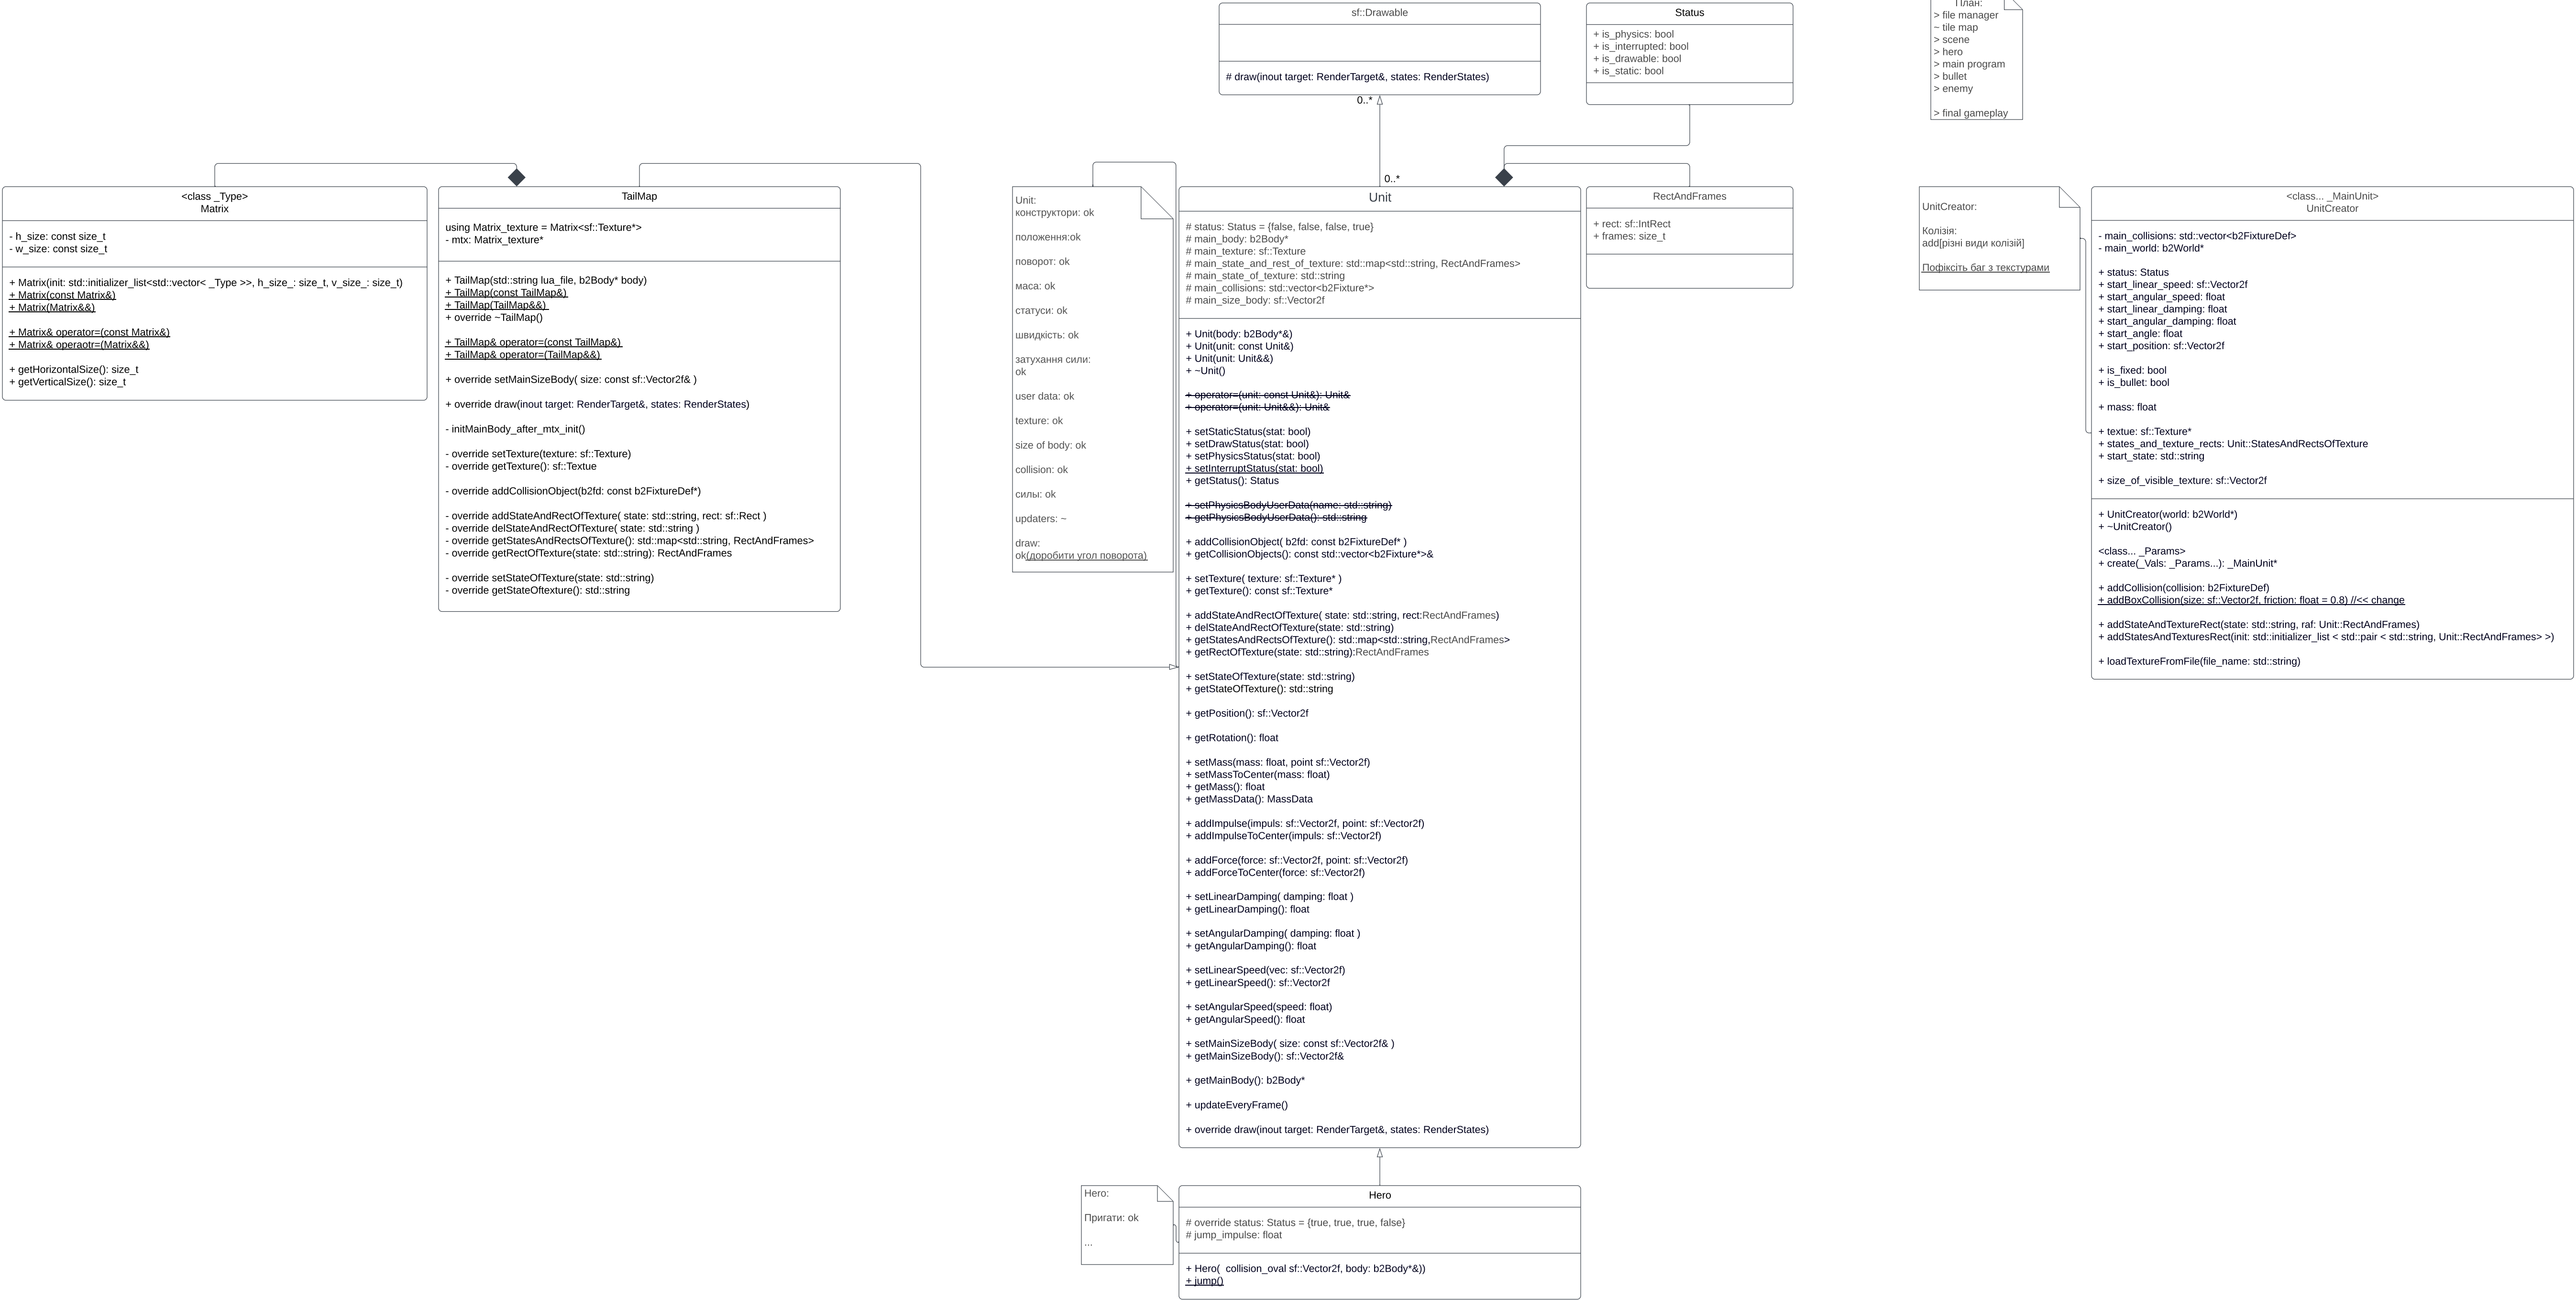 sf::Drawable
# draw(inout target: RenderTarget&, states: RenderStates)
0..*
0..*
Status
+ is_physics: bool
+ is_interrupted: bool
+ is_drawable: bool
+ is_static: bool
План:
> file manager
~ tile map
> scene
> hero
> main program
> bullet
> enemy
> final gameplay
<class _Type>
Matrix
- h_size: const size_t
- w_size: const size_t
+ Matrix(init: std::initializer_list<std::vector< _Type >>, h_size_: size_t, v_size_: size_t)
+ Matrix(const Matrix&)
+ Matrix(Matrix&&)
+ Matrix& operator=(const Matrix&)
+ Matrix& operaotr=(Matrix&&)
+ getHorizontalSize(): size_t
+ getVerticalSize(): size_t
TailMap
using Matrix_texture = Matrix<sf::Texture*>
- mtx: Matrix_texture*
+ TailMap(std::string lua_file, b2Body* body)
+ TailMap(const TailMap&)
+ TailMap(TailMap&&)
+ override ~TailMap()
+ TailMap& operator=(const TailMap&)
+ TailMap& operator=(TailMap&&)
+ override setMainSizeBody( size: const sf::Vector2f& )
+ override draw(inout target: RenderTarget&, states: RenderStates)
- initMainBody_after_mtx_init()
- override setTexture(texture: sf::Texture)
- override getTexture(): sf::Textue
- override addCollisionObject(b2fd: const b2FixtureDef*)
- override addStateAndRectOfTexture( state: std::string, rect: sf::Rect )
- override delStateAndRectOfTexture( state: std::string )
- override getStatesAndRectsOfTexture(): std::map<std::string, RectAndFrames>
- override getRectOfTexture(state: std::string): RectAndFrames
- override setStateOfTexture(state: std::string)
- override getStateOftexture(): std::string
Unit:
конструктори: ok
положення:ok
поворот: ok
маса: ok
статуси: ok
швидкість: ok
затухання сили:
ok
user data: ok
texture: ok
size of body: ok
collision: ok
силы: ok
updaters: ~
draw:
ok(доробити угол поворота)
Unit
# status: Status = {false, false, false, true}
# main_body: b2Body*
# main_texture: sf::Texture
# main_state_and_rest_of_texture: std::map<std::string, RectAndFrames>
# main_state_of_texture: std::string
# main_collisions: std::vector<b2Fixture*>
# main_size_body: sf::Vector2f
+ Unit(body: b2Body*&)
+ Unit(unit: const Unit&)
+ Unit(unit: Unit&&)
+ ~Unit()
+ operator=(unit: const Unit&): Unit&
+ operator=(unit: Unit&&): Unit&
+ setStaticStatus(stat: bool)
+ setDrawStatus(stat: bool)
+ setPhysicsStatus(stat: bool)
+ setInterruptStatus(stat: bool)
+ getStatus(): Status
+ setPhysicsBodyUserData(name: std::string)
+ getPhysicsBodyUserData(): std::string
+ addCollisionObject( b2fd: const b2FixtureDef* )
+ getCollisionObjects(): const std::vector<b2Fixture*>&
+ setTexture( texture: sf::Texture* )
+ getTexture(): const sf::Texture*
+ addStateAndRectOfTexture( state: std::string, rect:RectAndFrames)
+ delStateAndRectOfTexture(state: std::string)
+ getStatesAndRectsOfTexture(): std::map<std::string,RectAndFrames>
+ getRectOfTexture(state: std::string):RectAndFrames
+ setStateOfTexture(state: std::string)
+ getStateOfTexture(): std::string
+ getPosition(): sf::Vector2f
+ getRotation(): float
+ setMass(mass: float, point sf::Vector2f)
+ setMassToCenter(mass: float)
+ getMass(): float
+ getMassData(): MassData
+ addImpulse(impuls: sf::Vector2f, point: sf::Vector2f)
+ addImpulseToCenter(impuls: sf::Vector2f)
+ addForce(force: sf::Vector2f, point: sf::Vector2f)
+ addForceToCenter(force: sf::Vector2f)
+ setLinearDamping( damping: float )
+ getLinearDamping(): float
+ setAngularDamping( damping: float )
+ getAngularDamping(): float
+ setLinearSpeed(vec: sf::Vector2f)
+ getLinearSpeed(): sf::Vector2f
+ setAngularSpeed(speed: float)
+ getAngularSpeed(): float
+ setMainSizeBody( size: const sf::Vector2f& )
+ getMainSizeBody(): sf::Vector2f&
+ getMainBody(): b2Body*
+ updateEveryFrame()
+ override draw(inout target: RenderTarget&, states: RenderStates)
RectAndFrames
+ rect: sf::IntRect
+ frames: size_t
UnitCreator:
Колізія:
add[різні види колізій]
Пофіксіть баг з текстурами
<class... _MainUnit>
UnitCreator
- main_collisions: std::vector<b2FixtureDef>
- main_world: b2World*
+ status: Status
+ start_linear_speed: sf::Vector2f
+ start_angular_speed: float
+ start_linear_damping: float
+ start_angular_damping: float
+ start_angle: float
+ start_position: sf::Vector2f
+ is_fixed: bool
+ is_bullet: bool
+ mass: float
+ textue: sf::Texture*
+ states_and_texture_rects: Unit::StatesAndRectsOfTexture
+ start_state: std::string
+ size_of_visible_texture: sf::Vector2f
+ UnitCreator(world: b2World*)
+ ~UnitCreator()
<class... _Params>
+ create(_Vals: _Params...): _MainUnit*
+ addCollision(collision: b2FixtureDef)
+ addBoxCollision(size: sf::Vector2f, friction: float = 0.8) //<< change
+ addStateAndTextureRect(state: std::string, raf: Unit::RectAndFrames)
+ addStatesAndTexturesRect(init: std::initializer_list < std::pair < std::string, Unit::RectAndFrames> >)
+ loadTextureFromFile(file_name: std::string)
Hero:
Пригати: ok
...
Hero
# override status: Status = {true, true, true, false}
# jump_impulse: float
+ Hero(  collision_oval sf::Vector2f, body: b2Body*&))
+ jump()